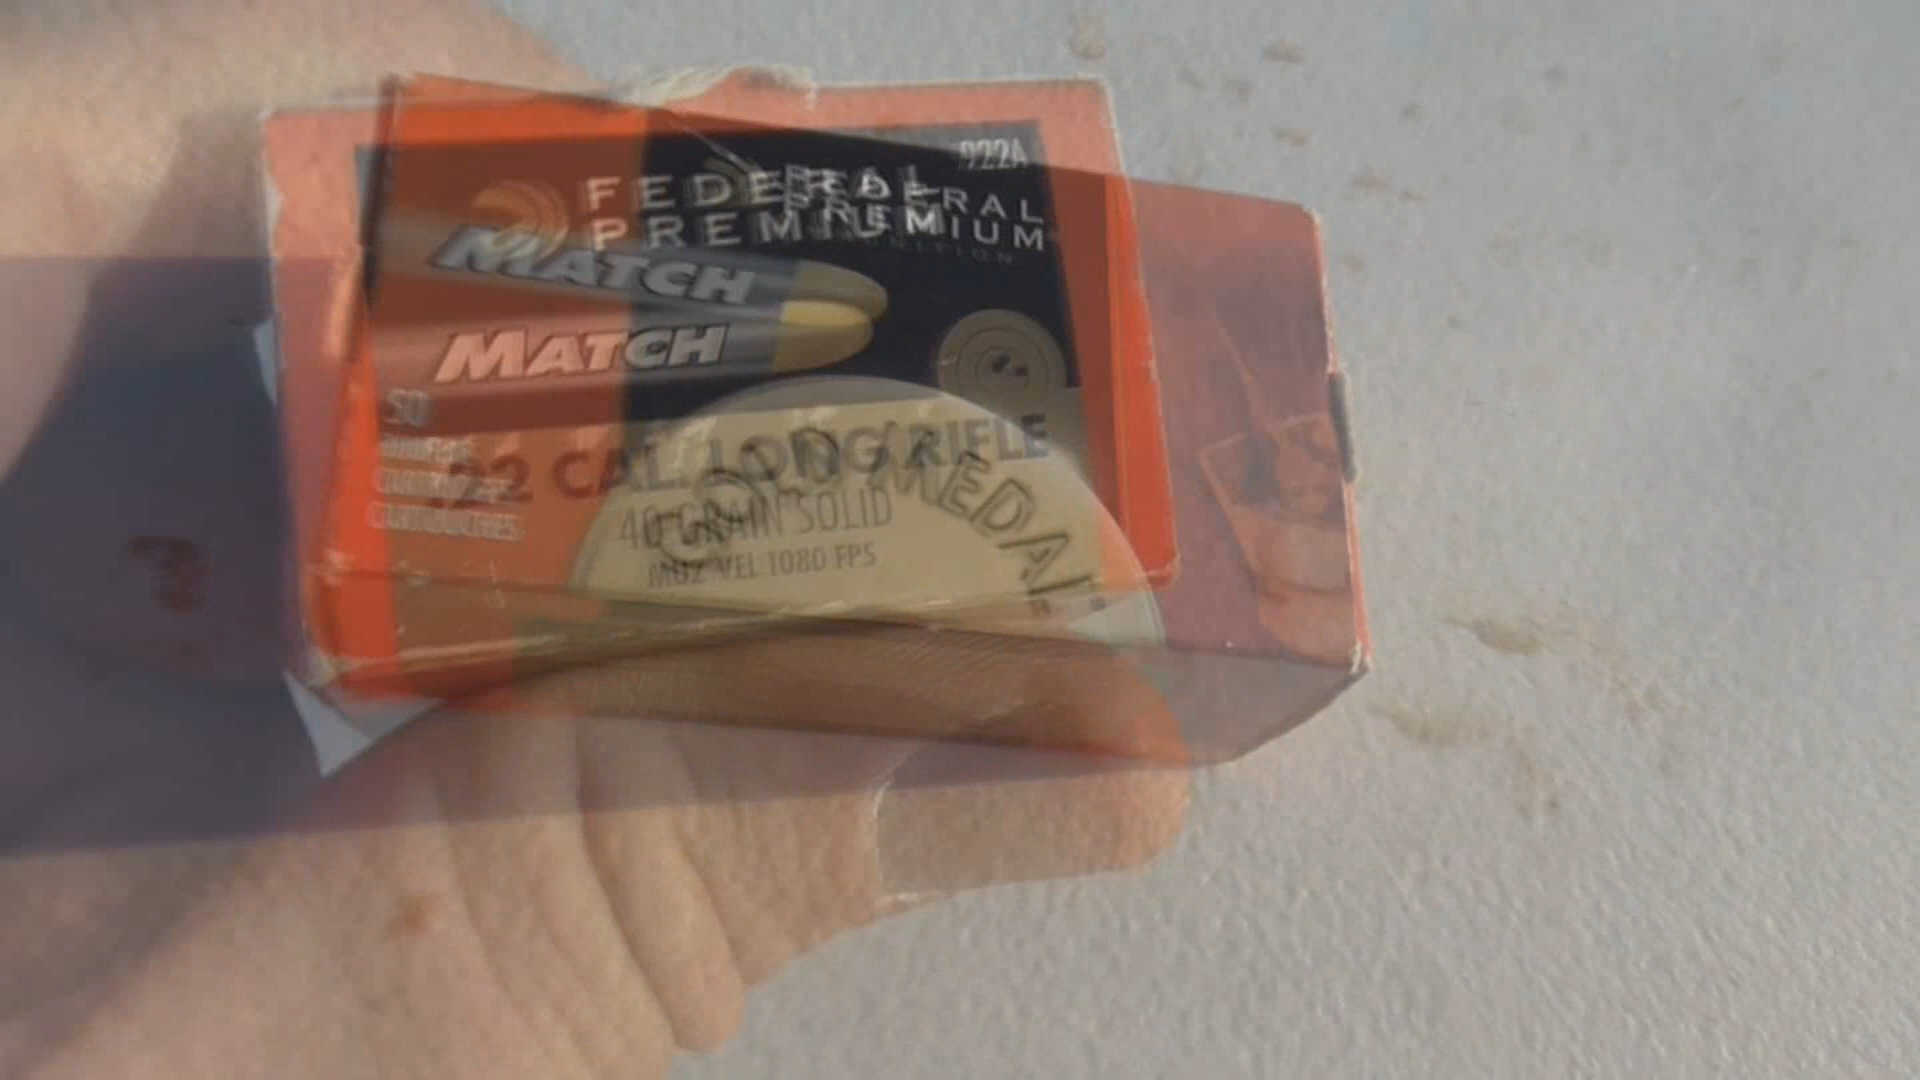 922A
FEDERAL
PREMIUM
FEDERAL
PREMIUM
MATCH
MATCH
50
CARTOUCHES
.22 CAL. LONG RIFLE
40 GRAIN SOLID
MUZ VEL 1080 FPS
GOLD MEDAL